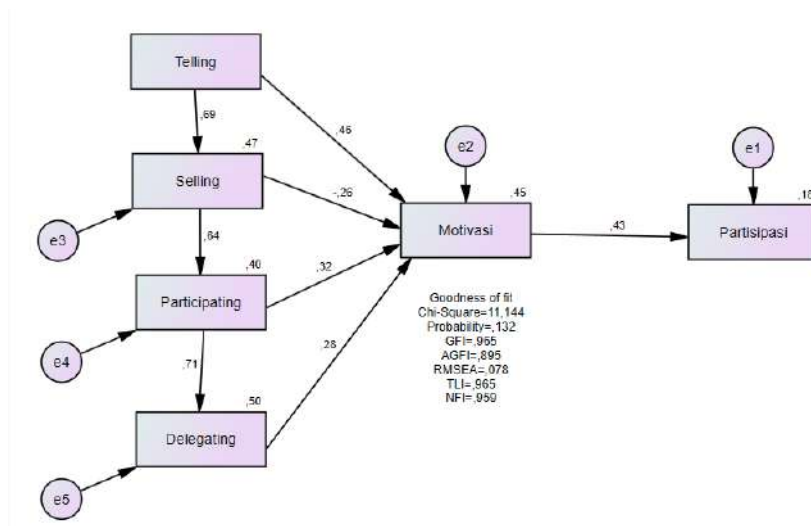 Telling
,69
,46
,47
e2
e1
Selling
-,26
,45
e3
,64
Motivasi
,43
Partisipasi
,40
,32
Participating
Goodness of fit
Chi-Square=11,144
Probability=,132
GFI=,965
AGFI=,895
RMSEA=,078
TLI=,965
NFI=,959
e4
,71
,50
Delegating
e5